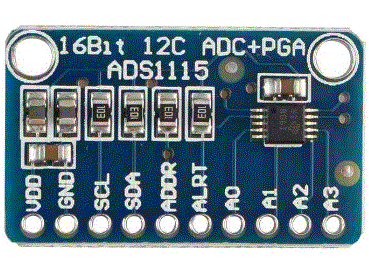 16Bit I2C ADC+PGA
ADS1115
VDD GND SCL SDA ADDR ALRT A0 A1 A2 A3